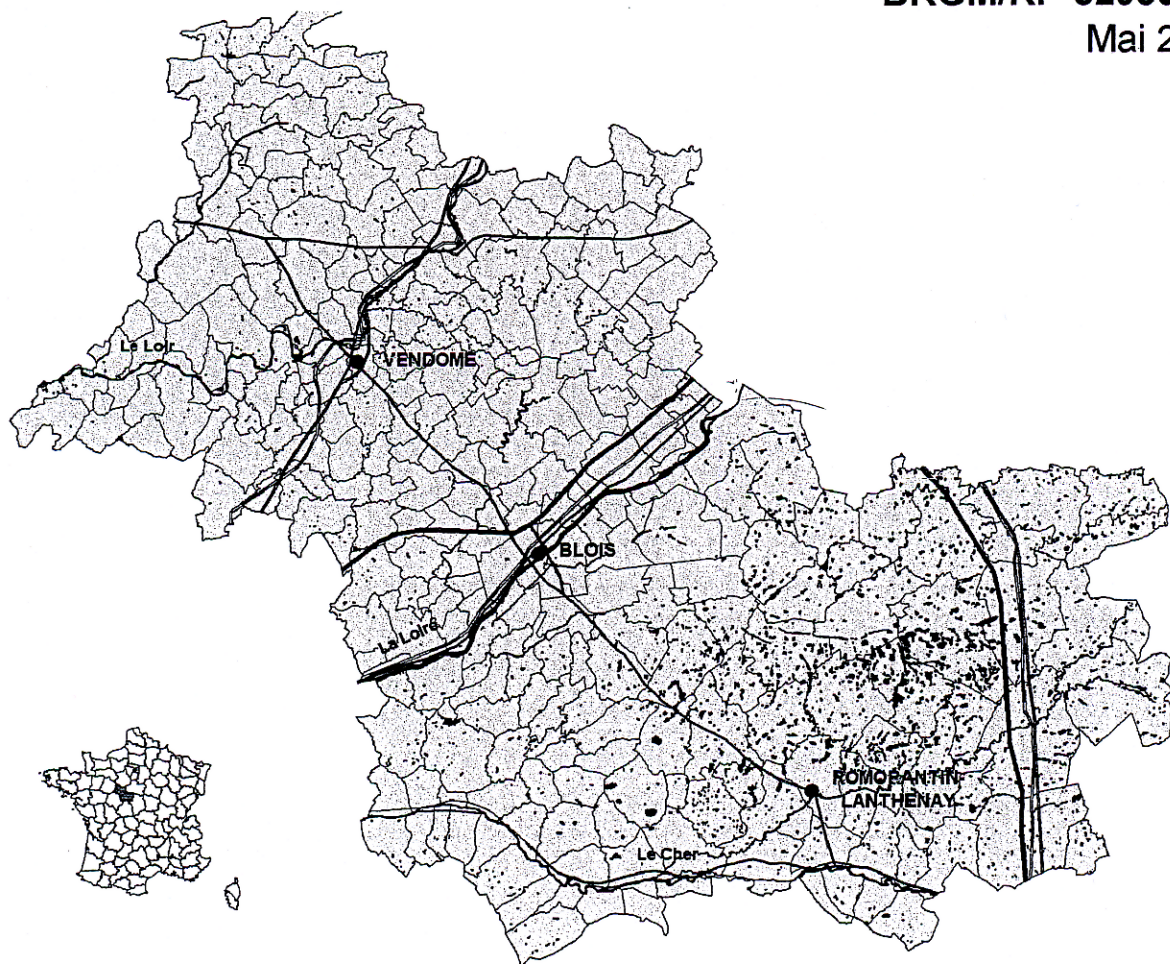 Mai 2
Le Loir
VENDOME
BLOIS
La Loire
ROMORANTIN
LANTHENAY
Le Cher